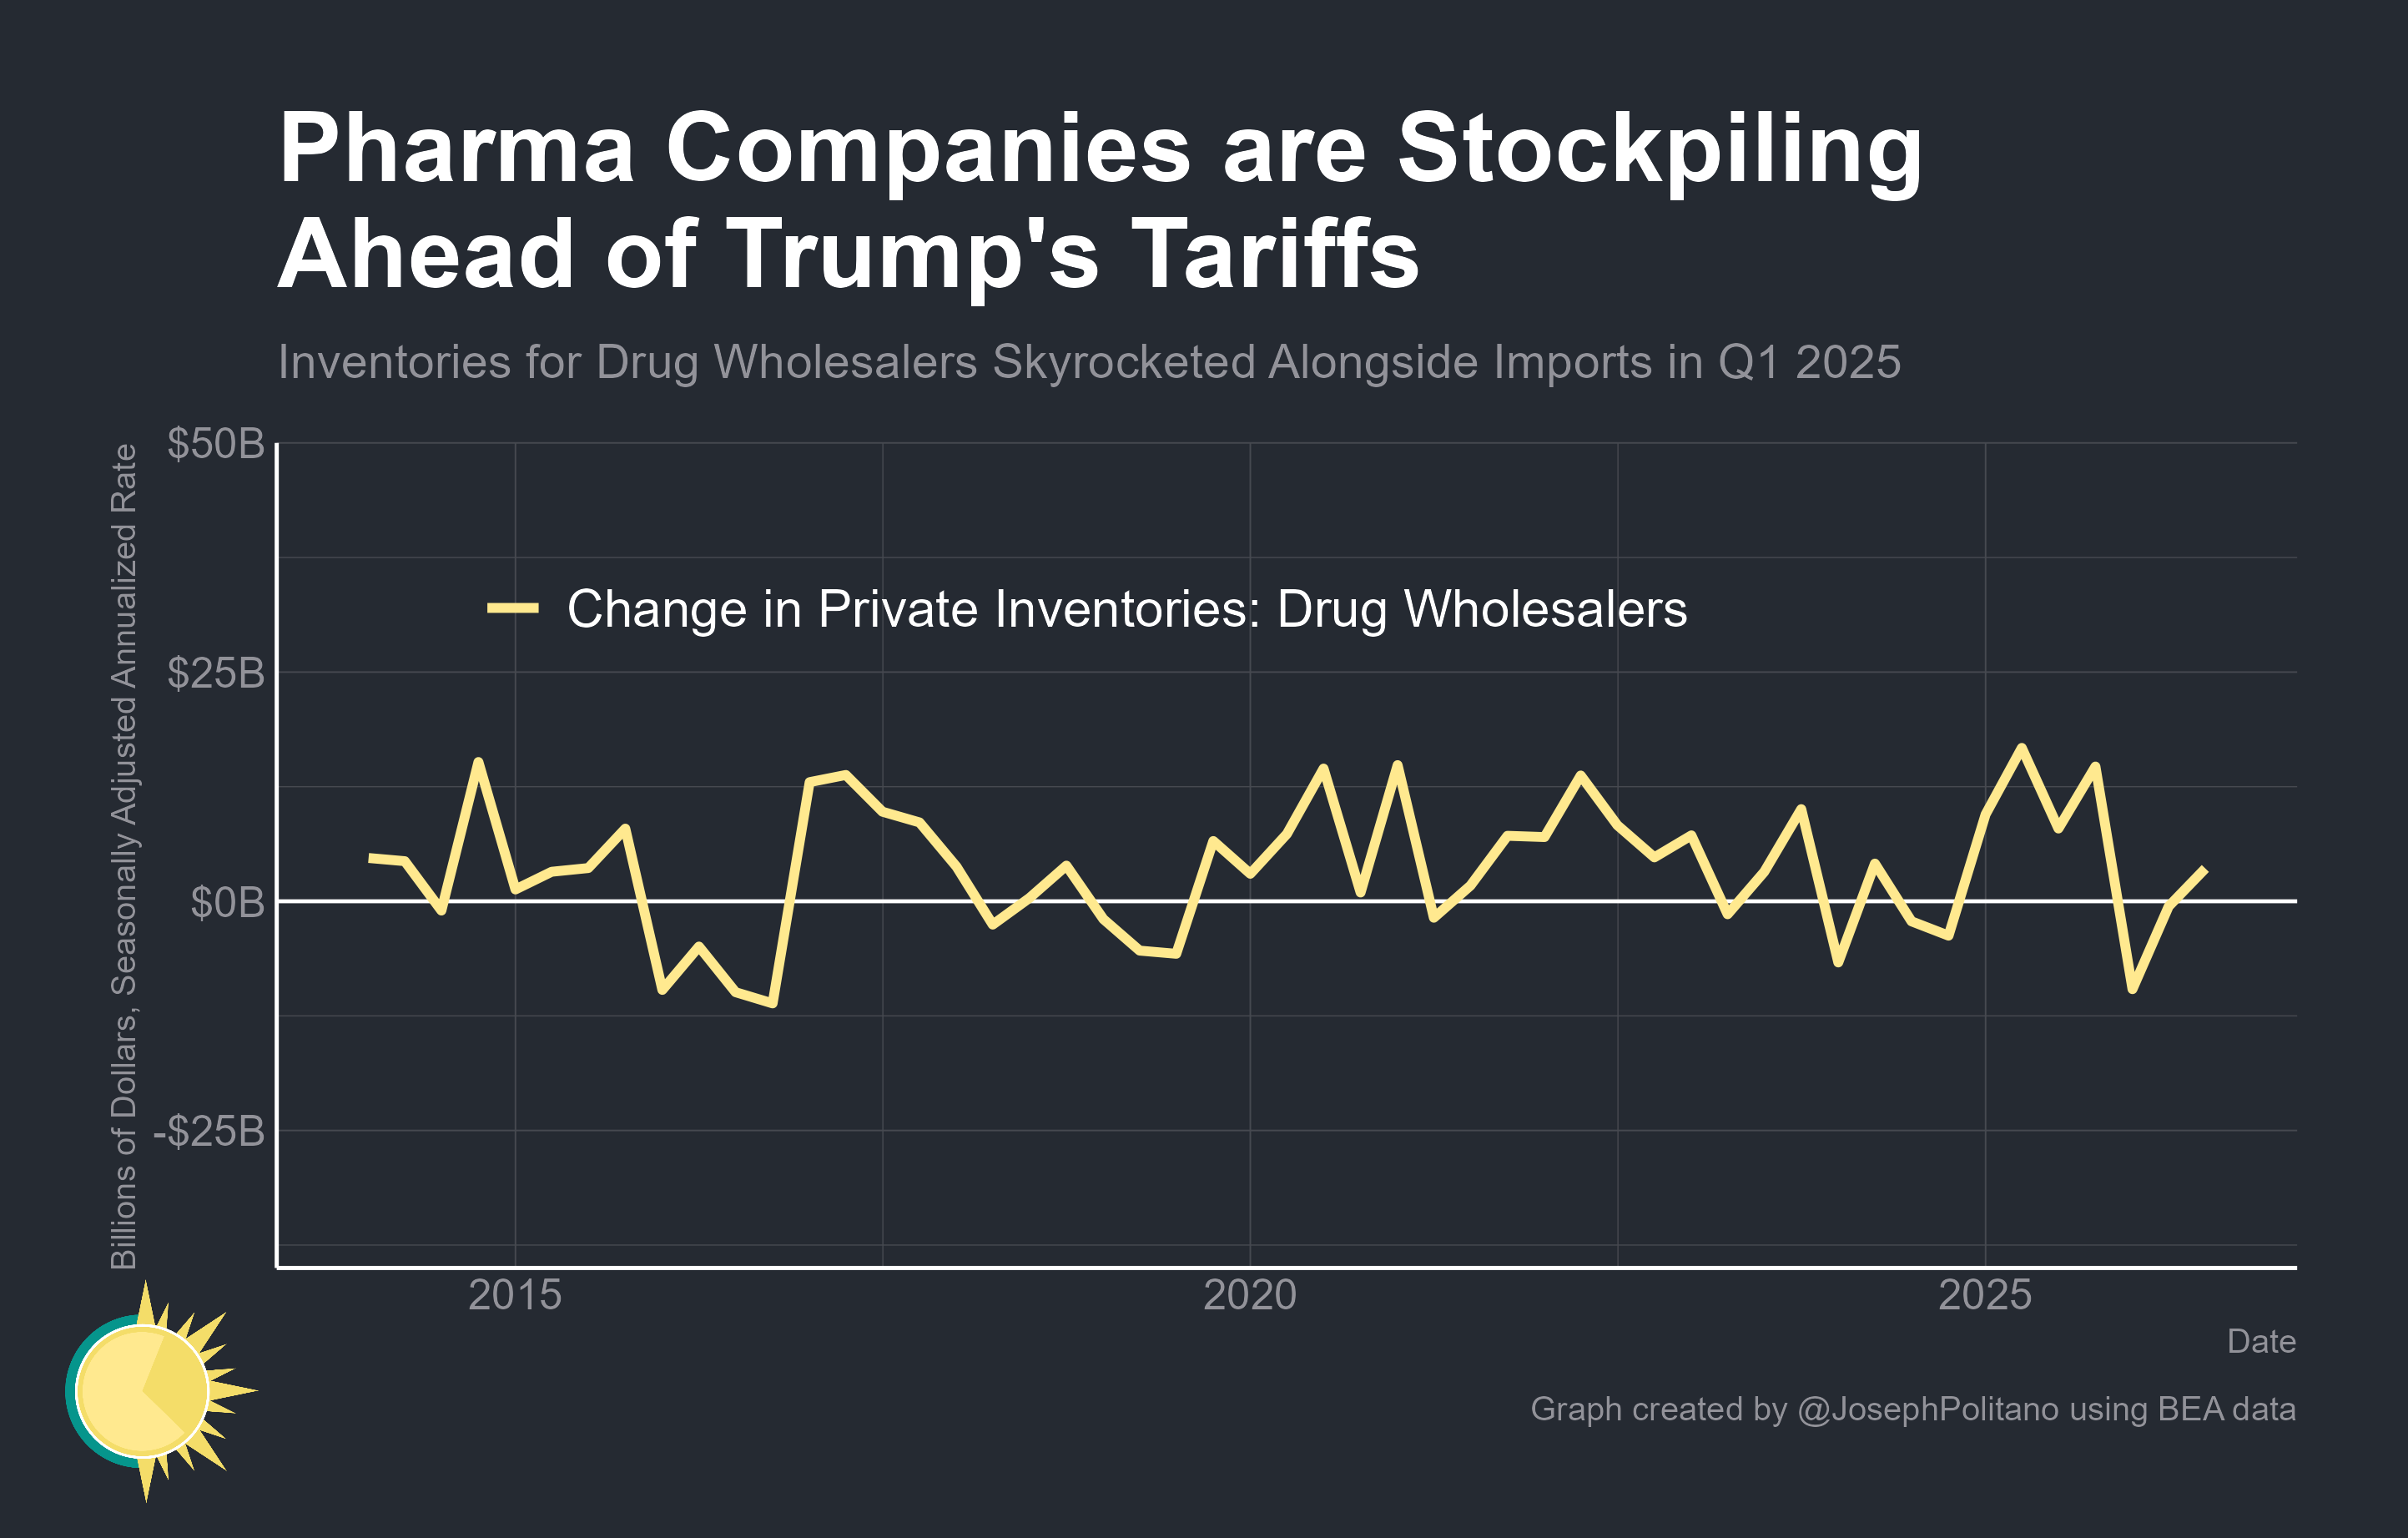 Pharma Companies are Stockpiling
Ahead of Trump's Tariffs
Inventories for Drug Wholesalers Skyrocketed Alongside Imports in Q1 2025
Billions of Dollars, Seasonally Adjusted Annualized Rate
$50B
$25B
$0B
-$25B
Change in Private Inventories: Drug Wholesalers
2015
2020
2025
Date
Graph created by @JosephPolitano using BEA data